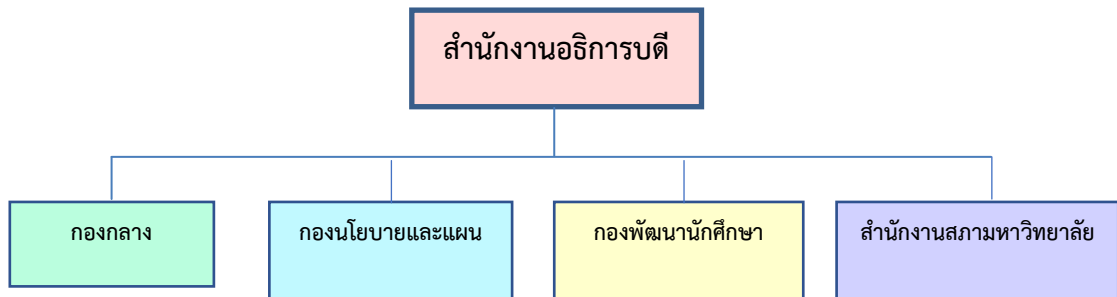 สำนักงานอธิการบดี
กองกลาง
กองนโยบายและแผน
กองพัฒนานักศึกษา
สำนักงานสภามหาวิทยาลัย